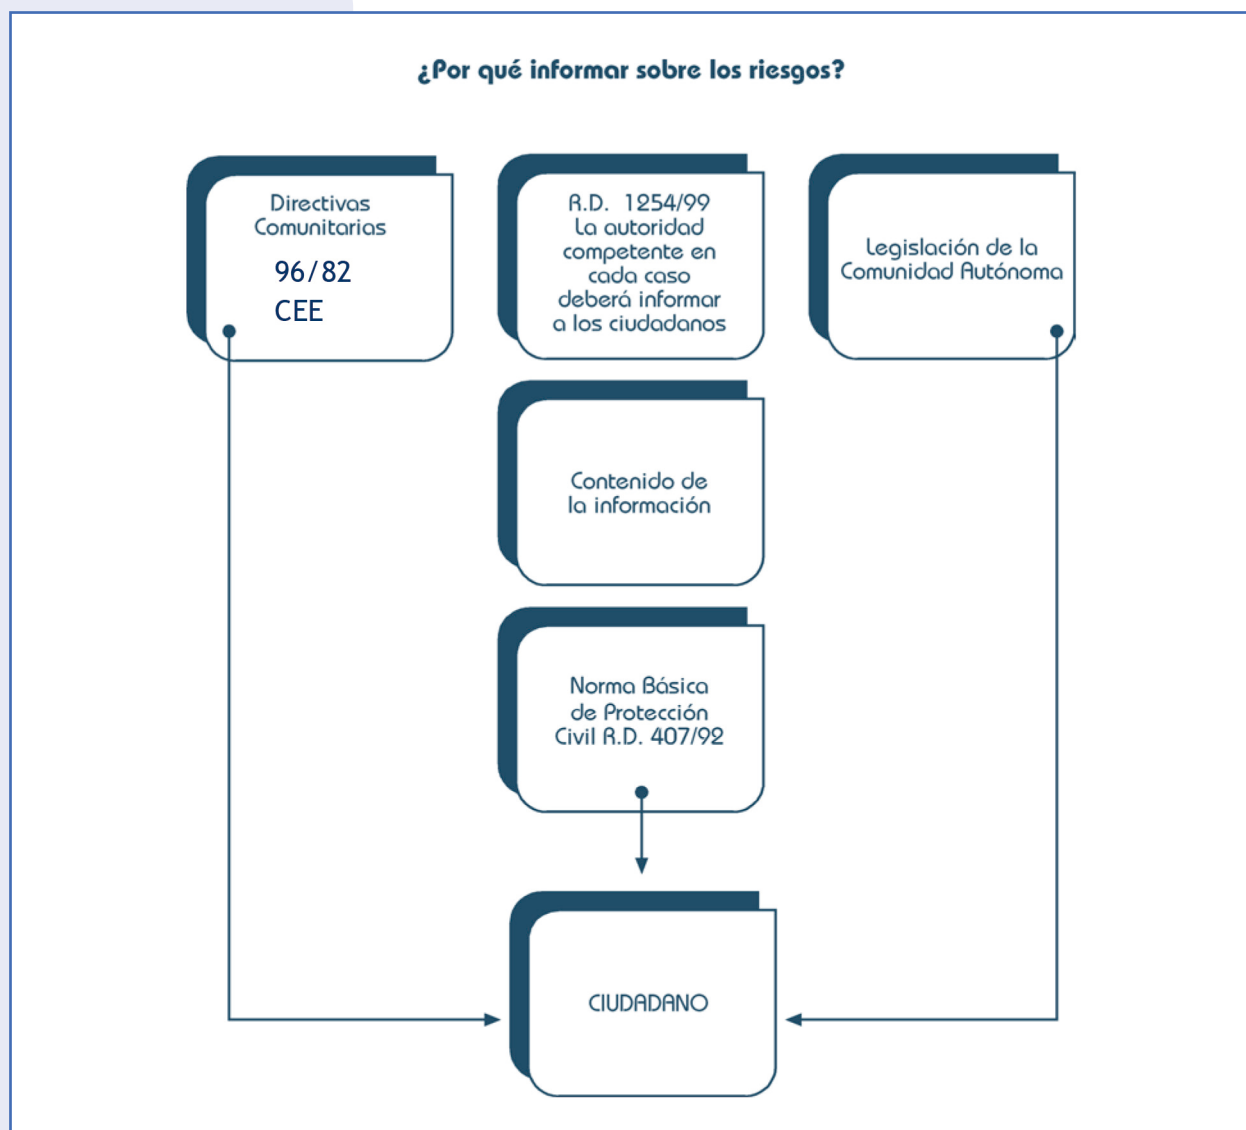 ¿Por qué informar sobre los riesgos?
Directivas
Comunitarias
96/82
CEE
R.D. 1254/99
La autoridad
competente en
cada caso
deberá informar
a los ciudadanos
Legislación de la
Comunidad Autónoma
Contenido de
la información
Norma Básica
de Protección
Civil R.D. 407/92
CIUDADANO